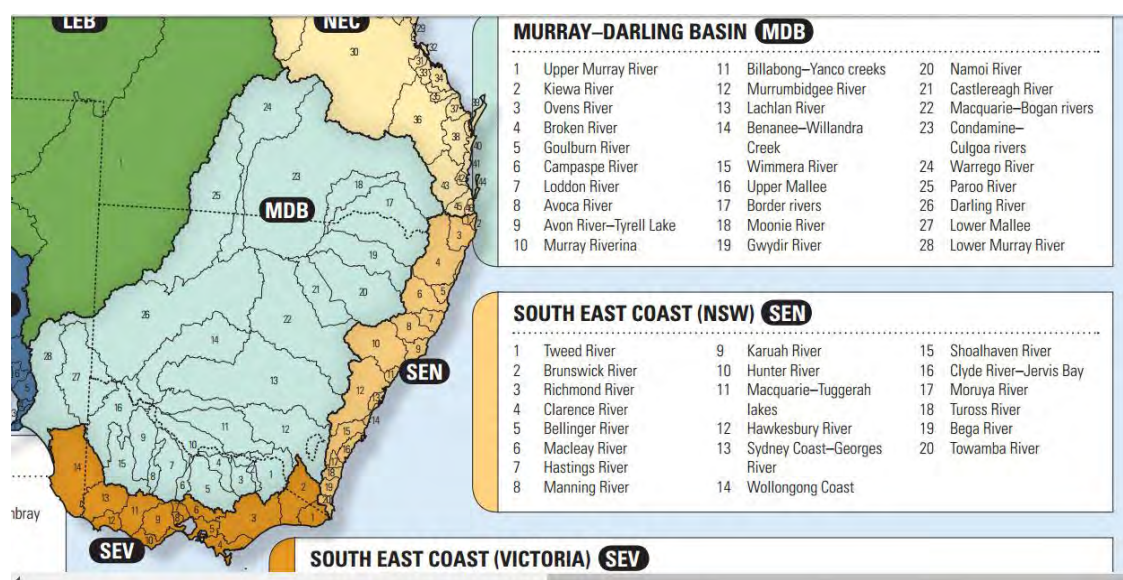 LEB
NEC
MDB
SEN
SEV
MURRAY–DARLING BASIN MDB
1 Upper Murray River
2 Kiewa River
3 Ovens River
4 Broken River
5 Goulburn River
6 Campaspe River
7 Loddon River
8 Avoca River
9 Avon River–Tyrell Lake
10 Murray Riverina
11 Billabong–Yanco creeks
12 Murrumbidgee River
13 Lachlan River
14 Benanee–Willandra
Creek
15 Wimmera River
16 Upper Mallee
17 Border rivers
18 Moonie River
19 Gwydir River
20 Namoi River
21 Castlereagh River
22 Macquarie–Bogan rivers
23 Condamine–
Culgoa rivers
24 Warrego River
25 Paroo River
26 Darling River
27 Lower Mallee
28 Lower Murray River
SOUTH EAST COAST (NSW) SEN
1 Tweed River
2 Brunswick River
3 Richmond River
4 Clarence River
5 Bellinger River
6 Macleay River
7 Hastings River
8 Manning River
9 Karuah River
10 Hunter River
11 Macquarie–Tuggerah
lakes
12 Hawkesbury River
13 Sydney Coast–Georges
River
14 Wollongong Coast
15 Shoalhaven River
16 Clyde River–Jervis Bay
17 Moruya River
18 Tuross River
19 Bega River
20 Towamba River
nbray
SOUTH EAST COAST (VICTORIA) SEV